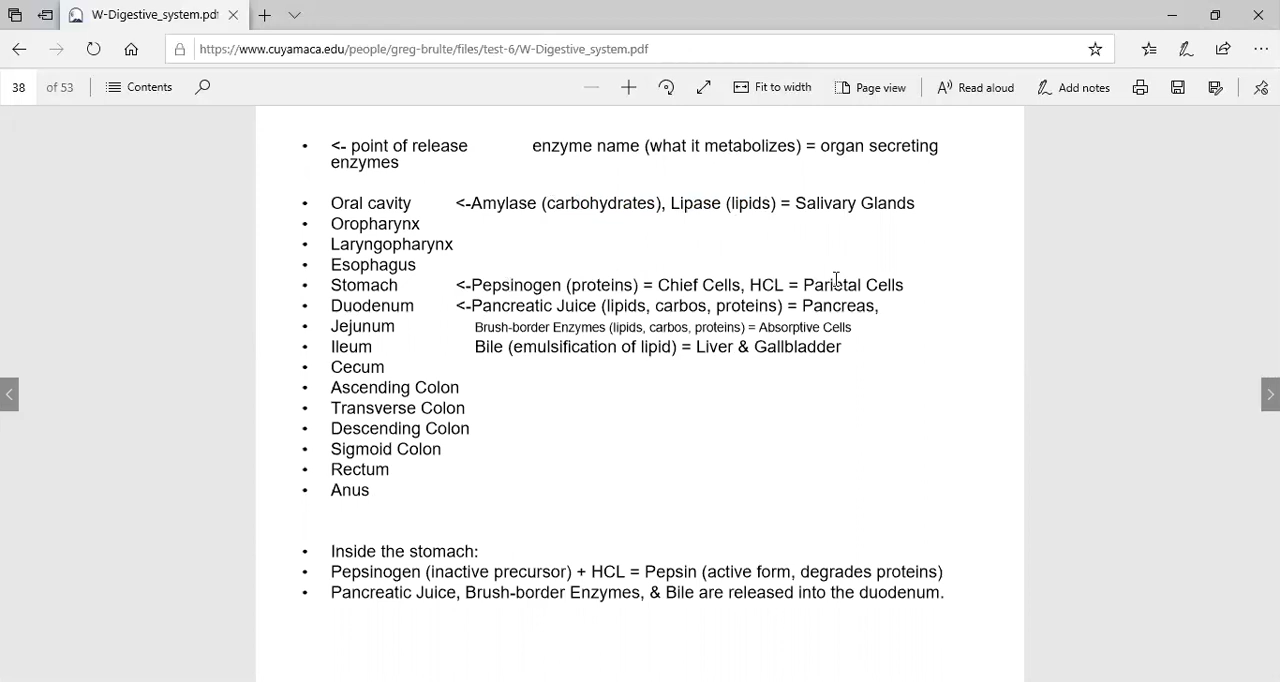 W-Digestive_system.pdf
https://www.cuyamaca.edu/people/greg-brulte/files/test-6/W-Digestive_system.pdf
38 of 53 Contents Fit to width Page view Read aloud Add notes
• <- point of release enzyme name (what it metabolizes) = organ secreting
enzymes
• Oral cavity <-Amylase (carbohydrates), Lipase (lipids) = Salivary Glands
• Oropharynx
• Laryngopharynx
• Esophagus
• Stomach <-Pepsinogen (proteins) = Chief Cells, HCL = Parietal Cells
• Duodenum <-Pancreatic Juice (lipids, carbos, proteins) = Pancreas,
• Jejunum Brush-border Enzymes (lipids, carbos, proteins) = Absorptive Cells
• Ileum Bile (emulsification of lipid) = Liver & Gallbladder
• Cecum
• Ascending Colon
• Transverse Colon
• Descending Colon
• Sigmoid Colon
• Rectum
• Anus
• Inside the stomach:
• Pepsinogen (inactive precursor) + HCL = Pepsin (active form, degrades proteins)
• Pancreatic Juice, Brush-border Enzymes, & Bile are released into the duodenum.